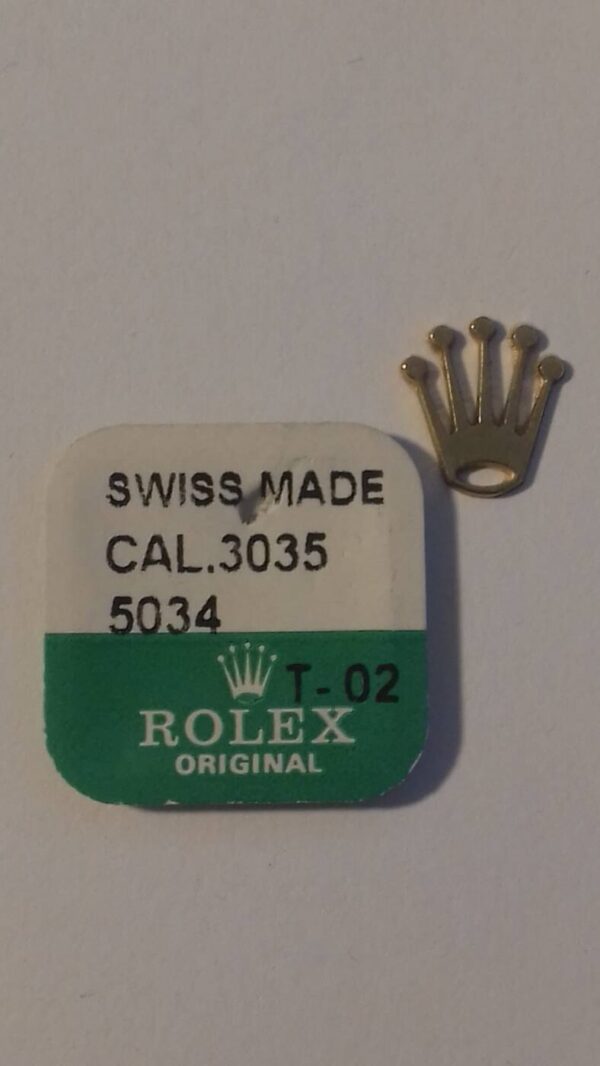 SWISS MADE
CAL.3035
5034
T-02
ROLEX
ORIGINAL